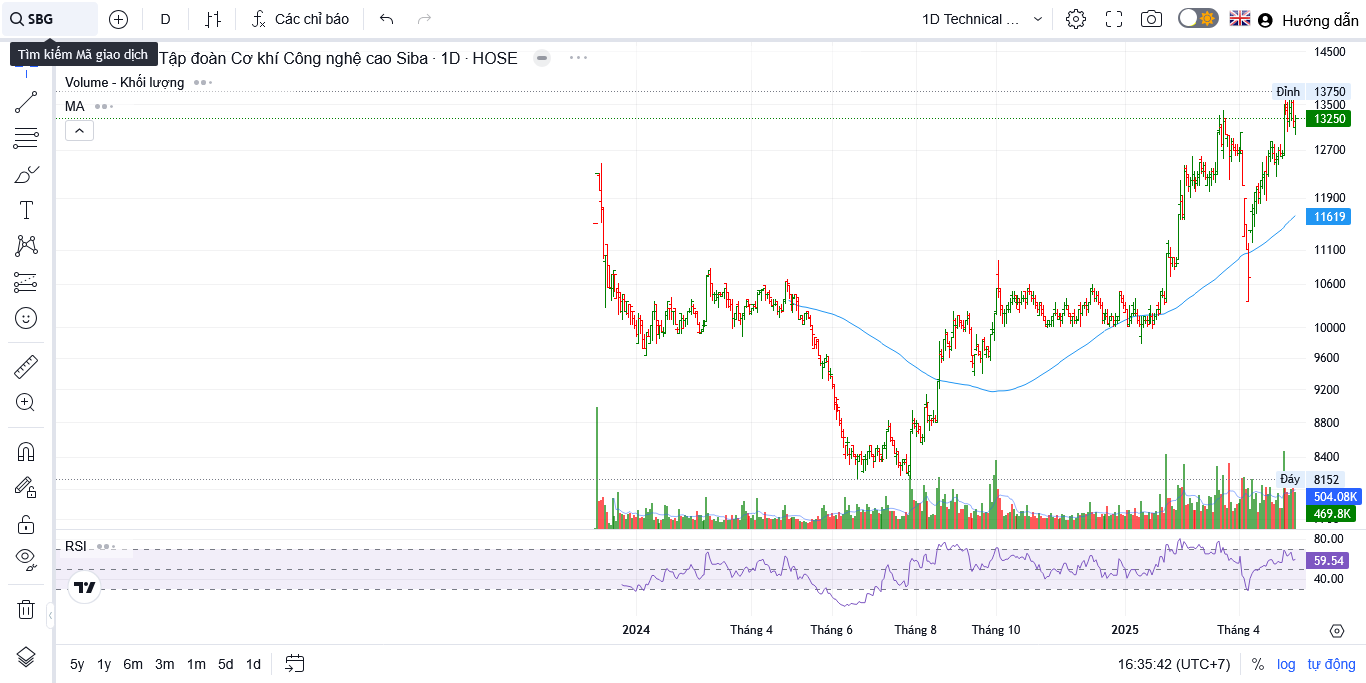 SBG
D
Các chỉ báo
1D Technical ...
Hướng dẫn
Tìm kiếm Mã giao dịch
Tập đoàn Cơ khí Công nghệ cao Siba · 1D · HOSE
Volume - Khối lượng
MA
14500
Đỉnh 13750
13500
13250
12700
11900
11619
11100
10600
10000
9600
9200
8800
8400
Đáy 8152
504.08K
469.8K
RSI
80.00
59.54
40.00
2024 Tháng 4 Tháng 6 Tháng 8 Tháng 10 2025 Tháng 4
5y 1y 6m 3m 1m 5d 1d
16:35:42 (UTC+7) % log tự động